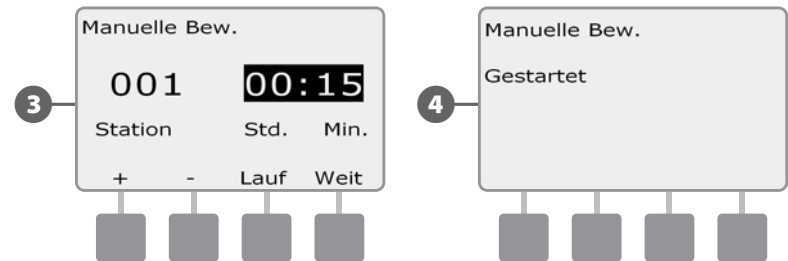 3
Manuelle Bew.
001 00:15
Station Std. Min.
+ - Lauf Weit
4
Manuelle Bew.
Gestartet